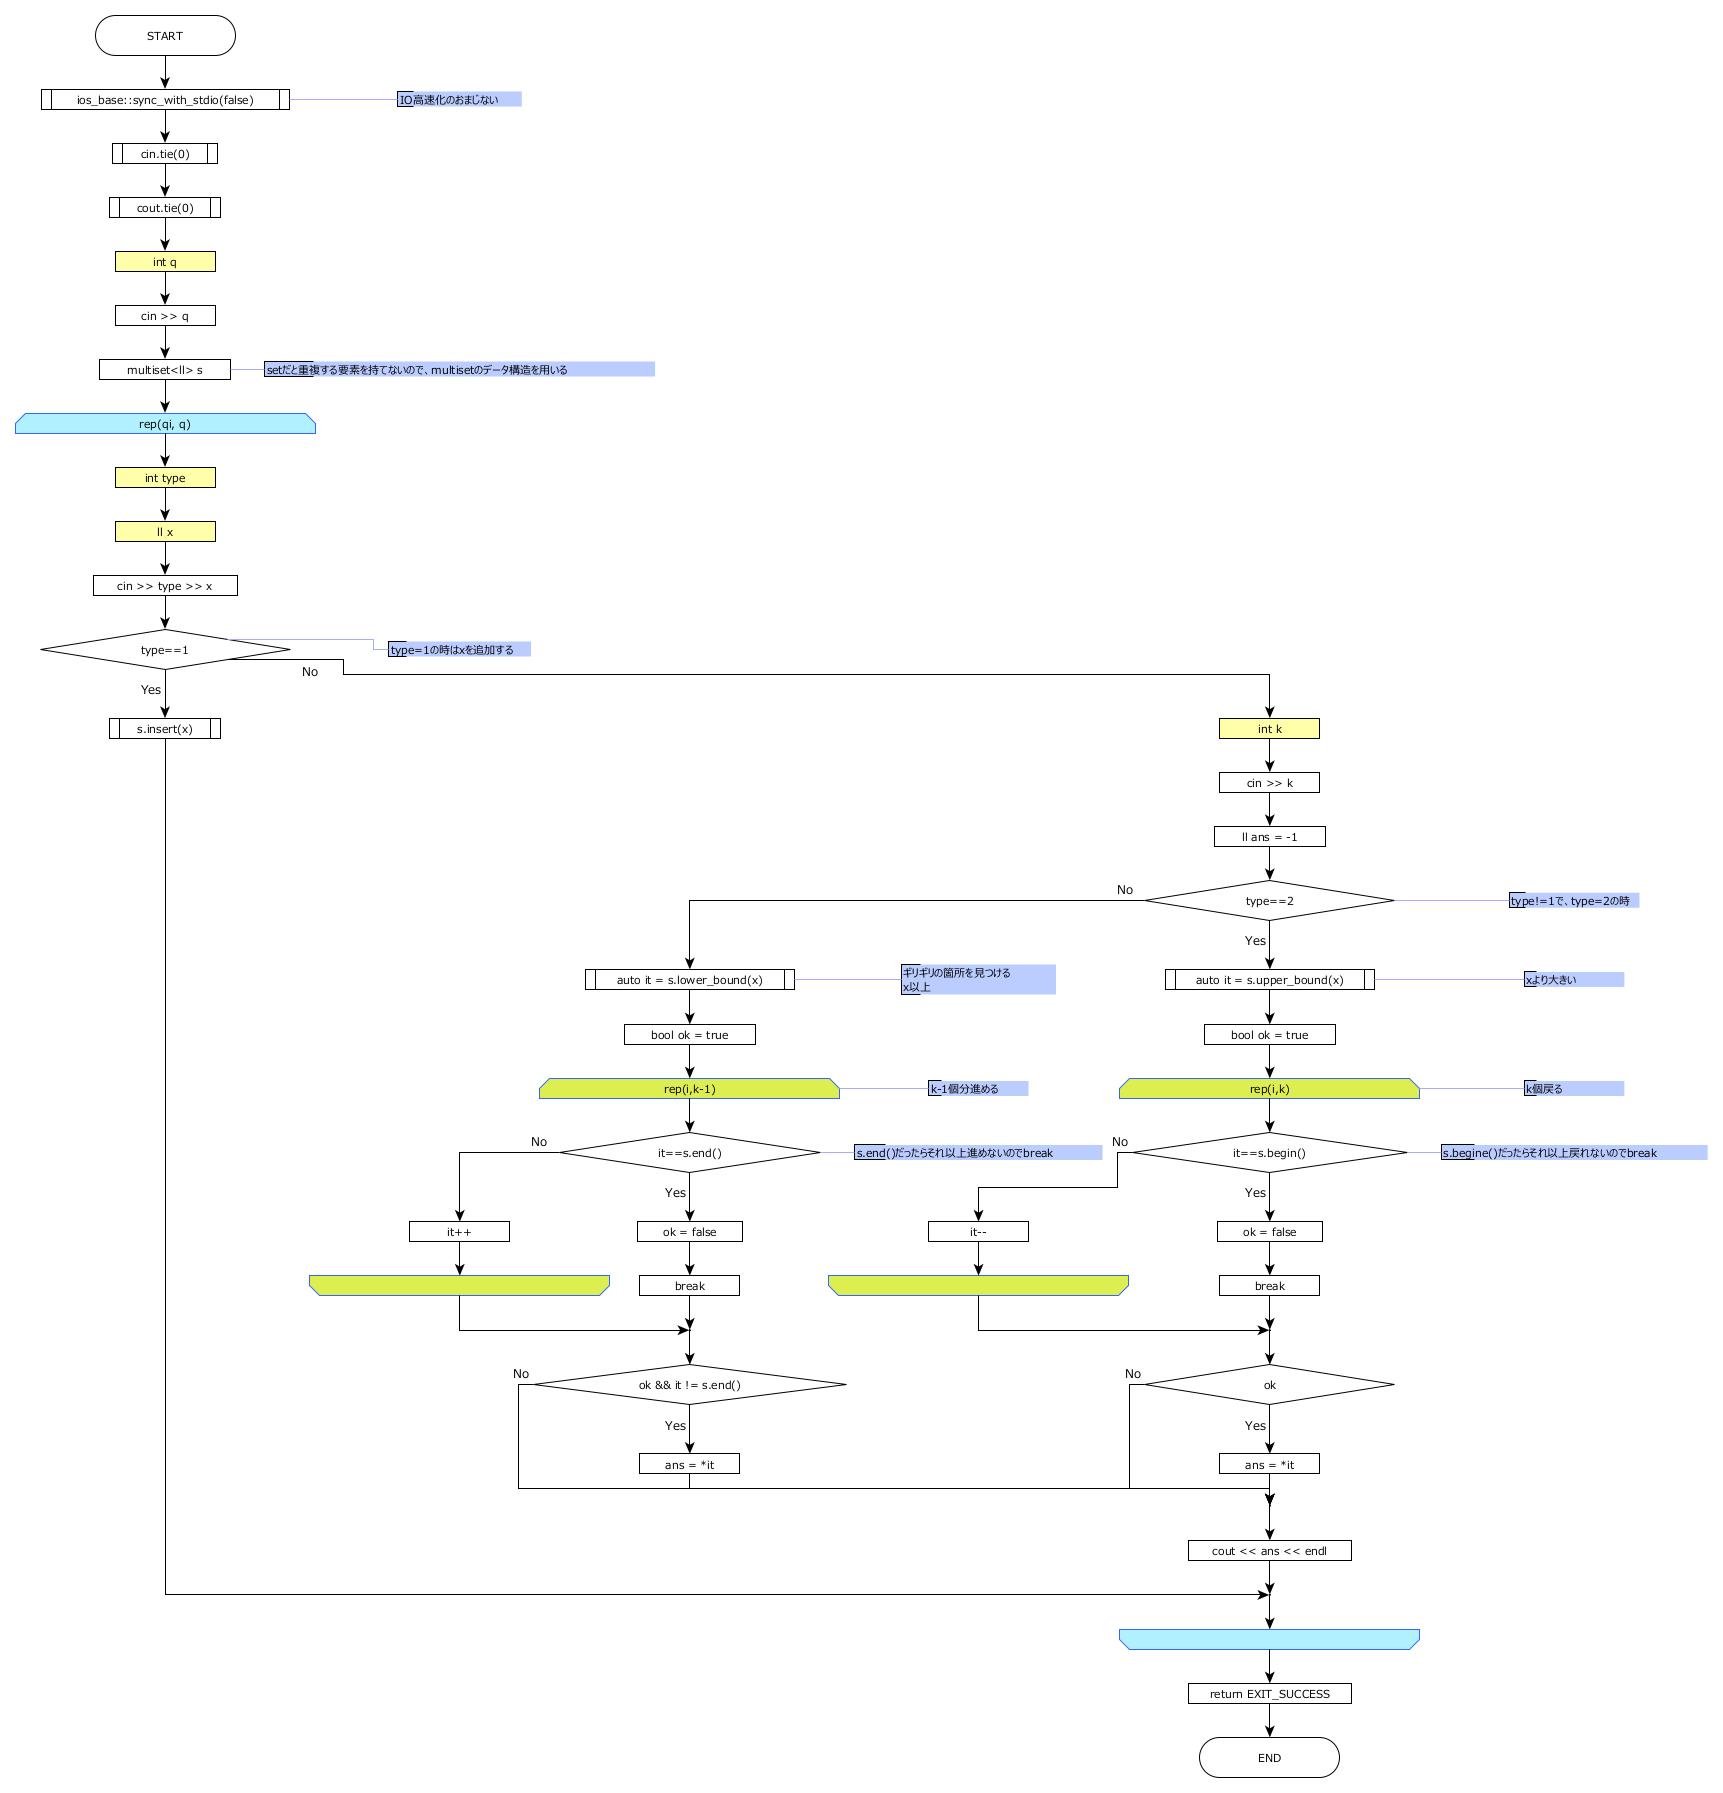 START
ios_base::sync_with_stdio(false)
IO高速化のおまじない
cin.tie(0)
cout.tie(0)
int q
cin >> q
multiset<ll> s
setだと重複する要素を持てないので、multisetのデータ構造を用いる
rep(qi, q)
int type
ll x
cin >> type >> x
type==1
type=1の時はxを追加する
No
Yes
s.insert(x)
int k
cin >> k
ll ans = -1
No
type==2
type!=1で、type=2の時
Yes
auto it = s.lower_bound(x)
ギリギリの箇所を見つける
x以上
auto it = s.upper_bound(x)
xより大きい
bool ok = true
bool ok = true
rep(i,k-1)
k-1個分進める
rep(i,k)
k個戻る
No
it==s.end()
s.end()だったらそれ以上進めないのでbreak
No
it==s.begin()
s.begine()だったらそれ以上戻れないのでbreak
Yes
Yes
it++
ok = false
it--
ok = false
break
break
No
ok && it != s.end()
No
ok
Yes
Yes
ans = *it
ans = *it
cout << ans << endl
return EXIT_SUCCESS
END